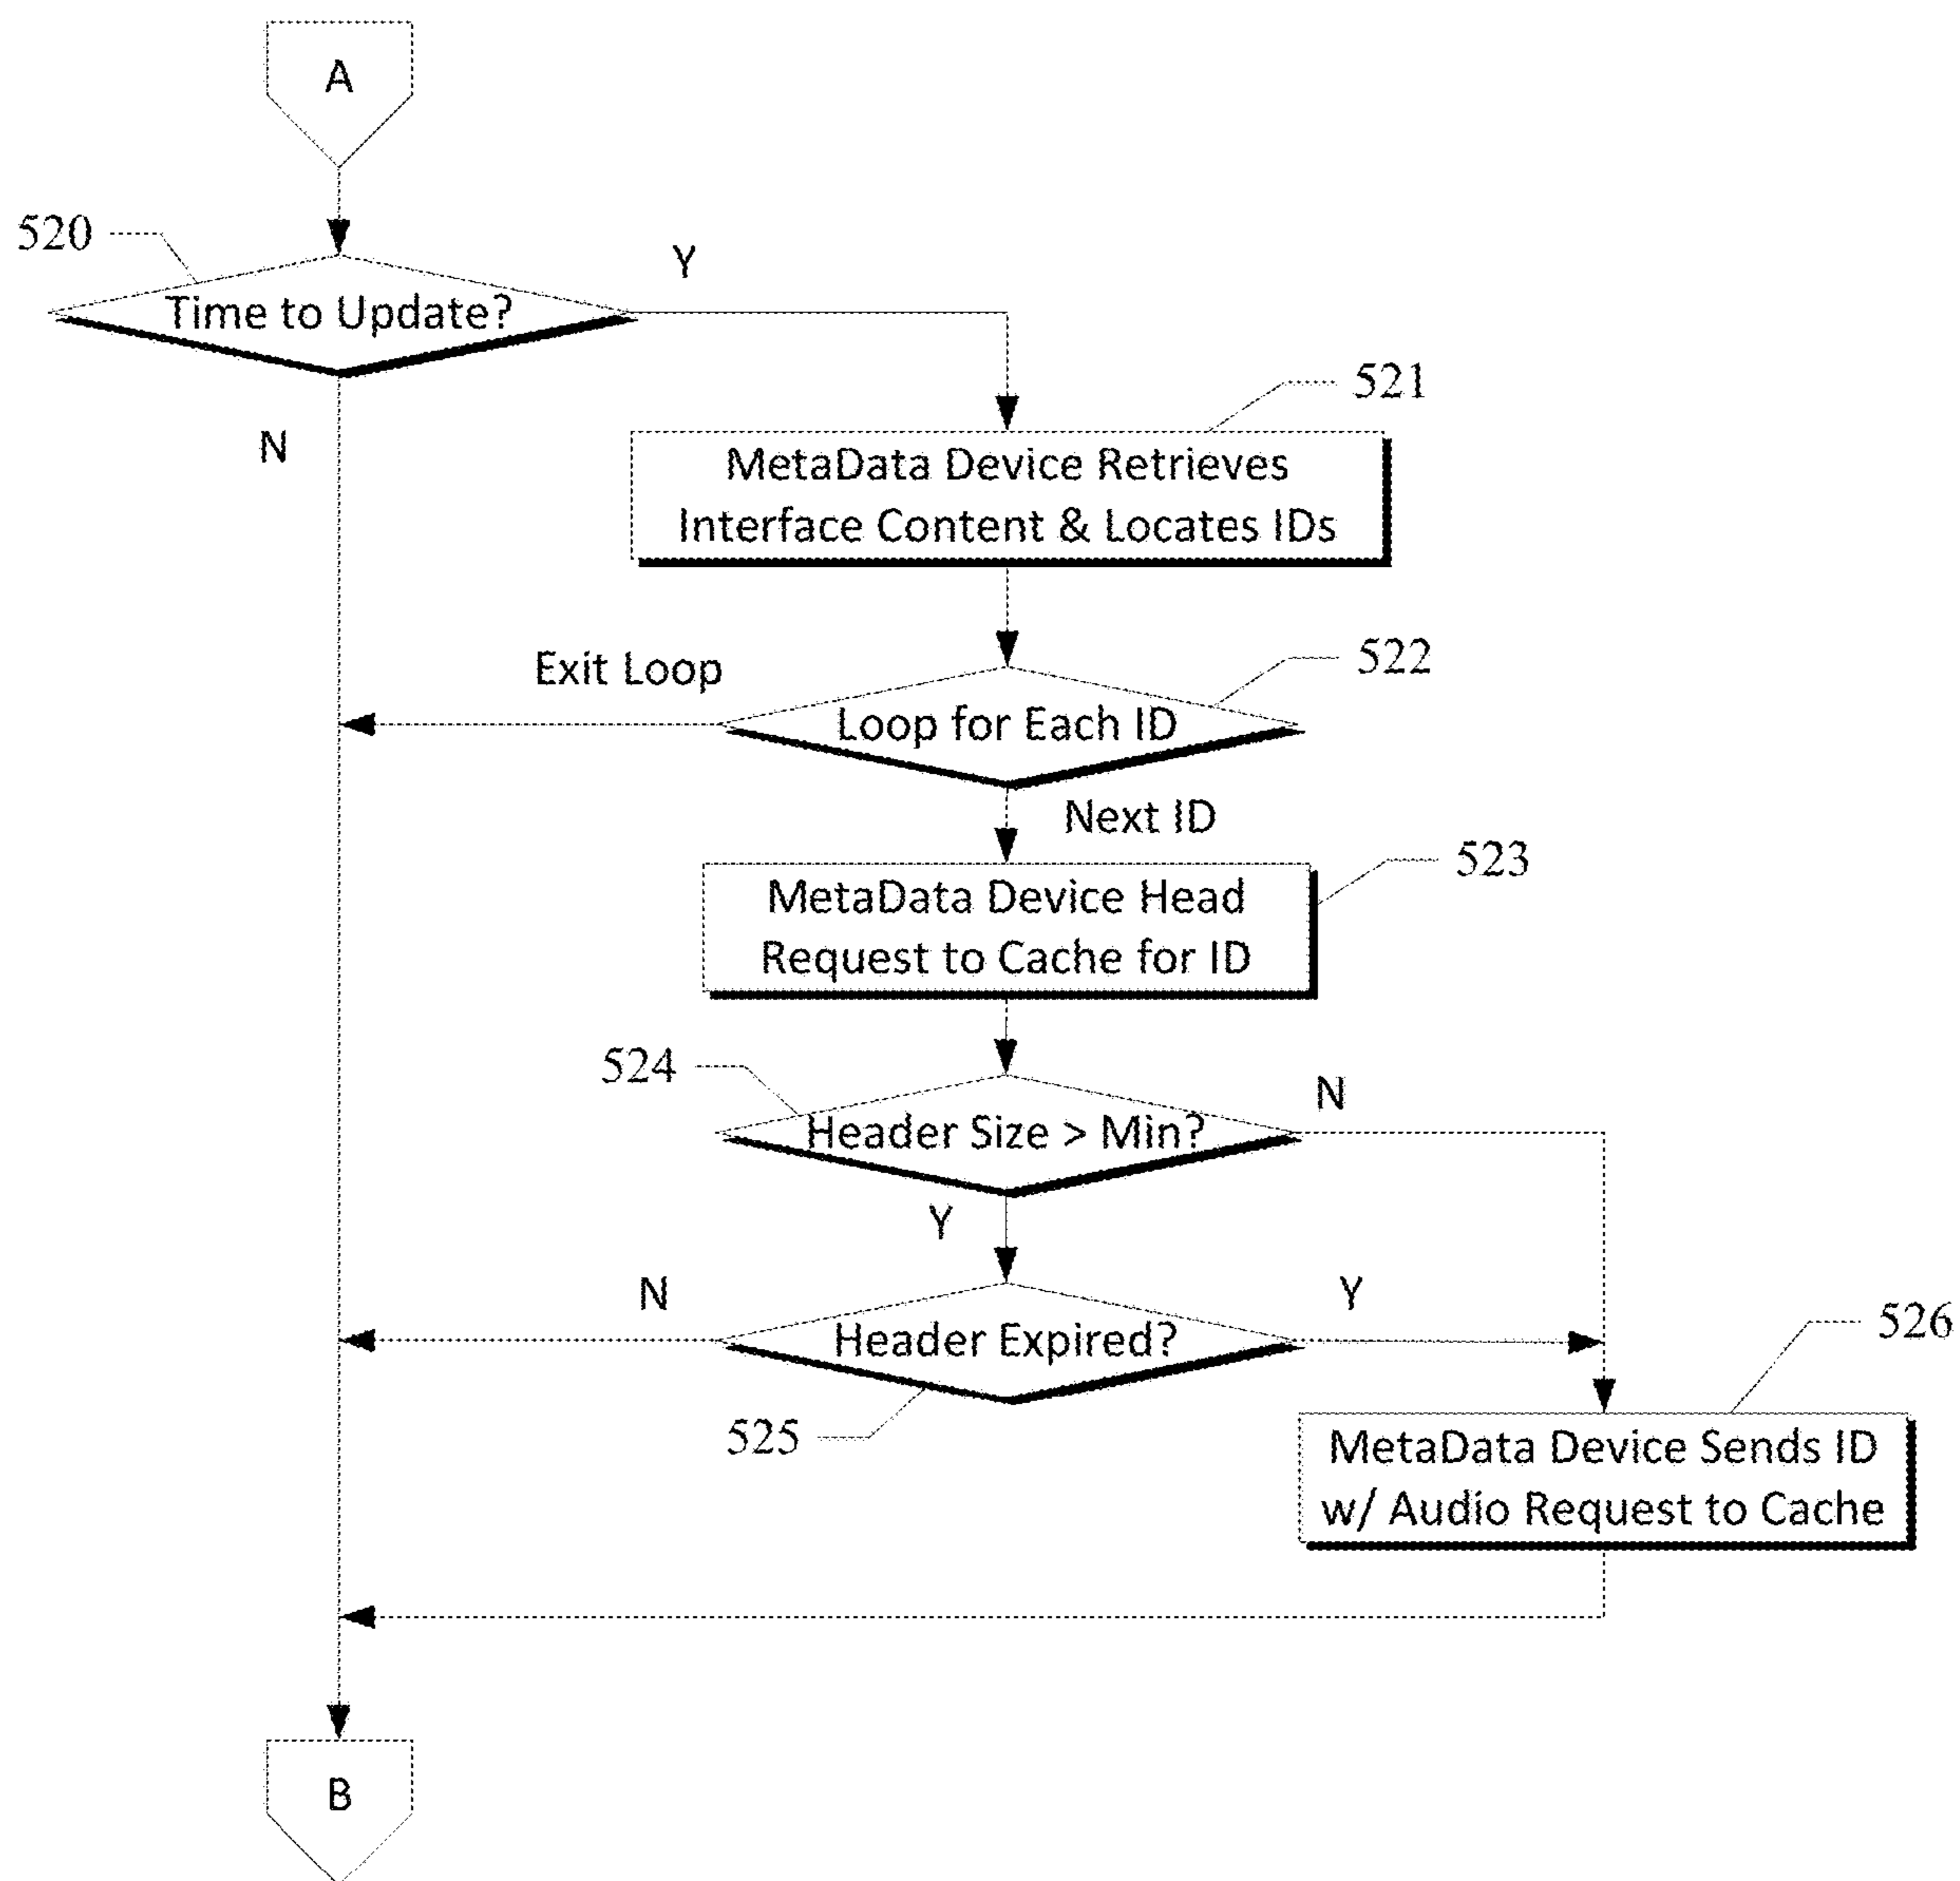 A
520
Y
Time to Update?
521
N
MetaData Device Retrieves
Interface Content & Locates IDs
522
Exit Loop
Loop for Each ID
Next ID
523
MetaData Device Head
Request to Cache for ID
524
N
Header Size > Min?
Y
N
Y
526
Header Expired?
525
MetaData Device Sends ID
w/ Audio Request to Cache
B